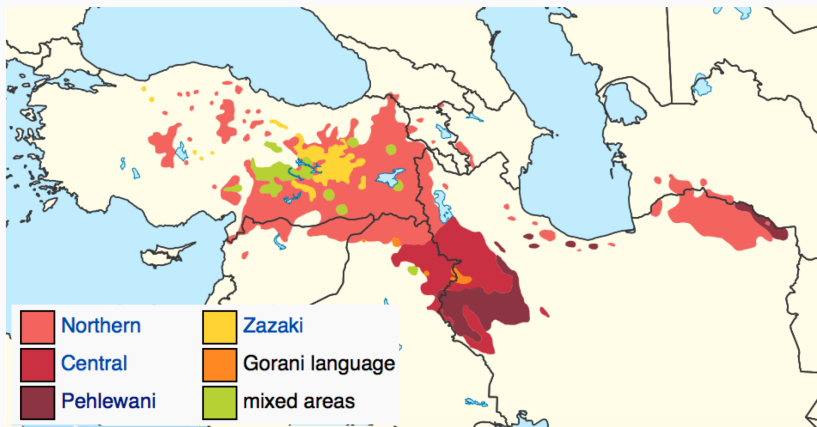 Northern
Zazaki
Central
Gorani language
Pehlewani
mixed areas